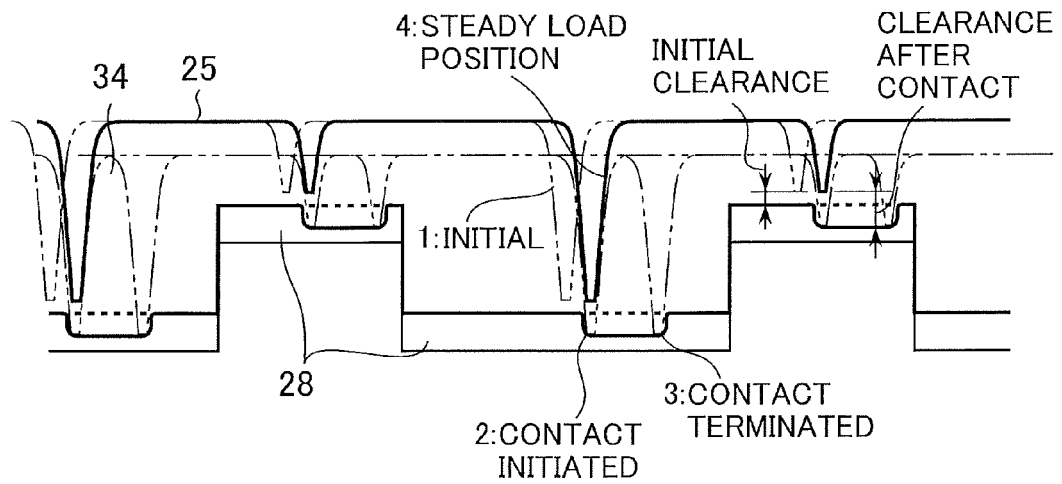 4:STEADY LOAD
POSITION
INITIAL
CLEARANCE
CLEARANCE
AFTER
CONTACT
34
25
1:INITIAL
28
2:CONTACT
INITIATED
3:CONTACT
TERMINATED